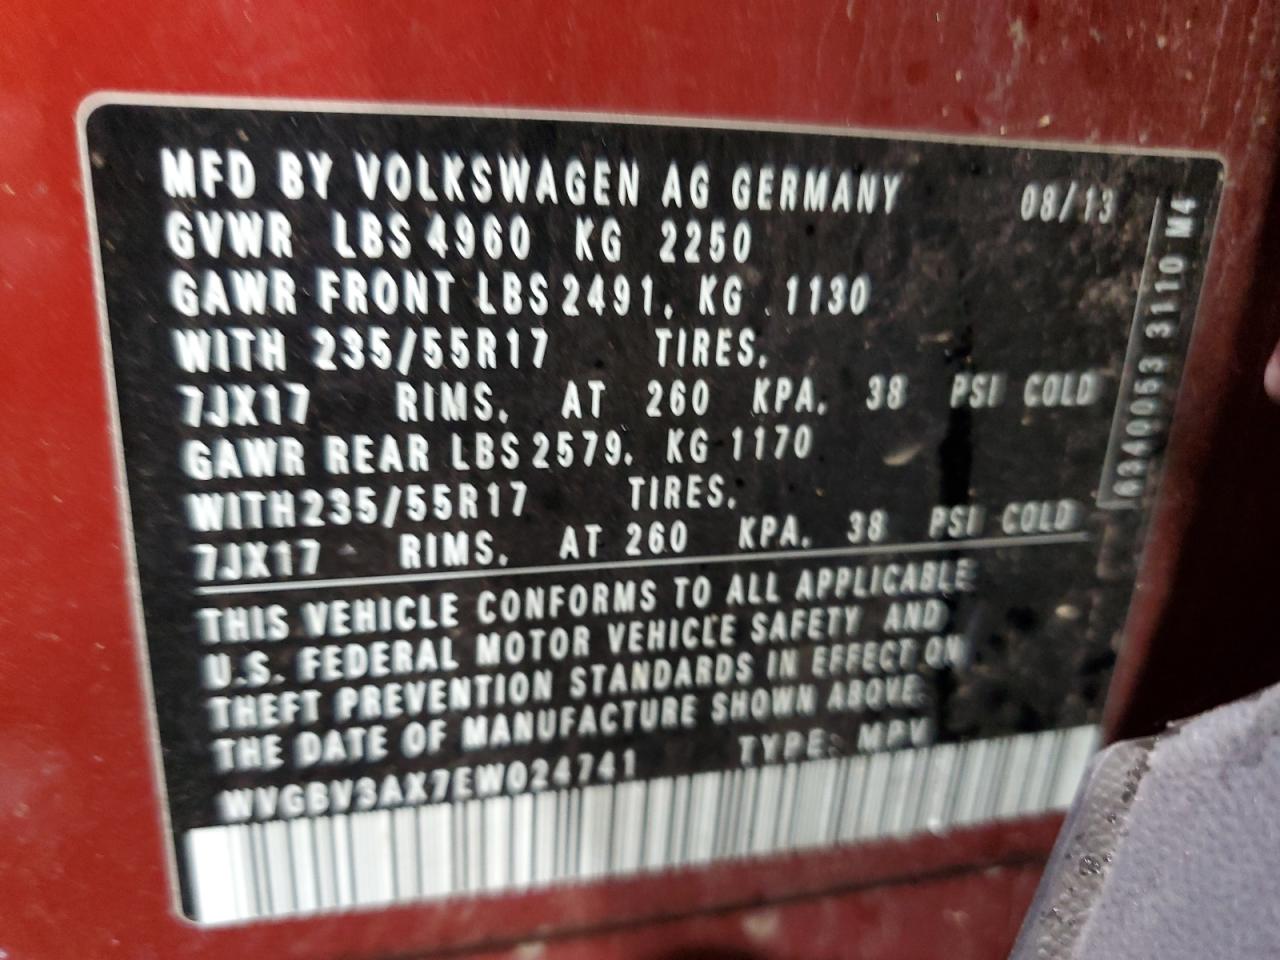 MFD BY VOLKSWAGEN AG GERMANY 08/13
GVWR LBS 4960 KG 2250
GAWR FRONT LBS 2491, KG 1130
WITH 235/55R17 TIRES,
7JX17 RIMS, AT 260 KPA, 38 PSI COLD
GAWR REAR LBS 2579, KG 1170
WITH 235/55R17 TIRES,
7JX17 RIMS, AT 260 KPA, 38 PSI COLD
THIS VEHICLE CONFORMS TO ALL APPLICABLE
U.S. FEDERAL MOTOR VEHICLE SAFETY AND
THEFT PREVENTION STANDARDS IN EFFECT ON
THE DATE OF MANUFACTURE SHOWN ABOVE.
WVGBV3AX7EW024741 TYPE: MPV
3110 M4